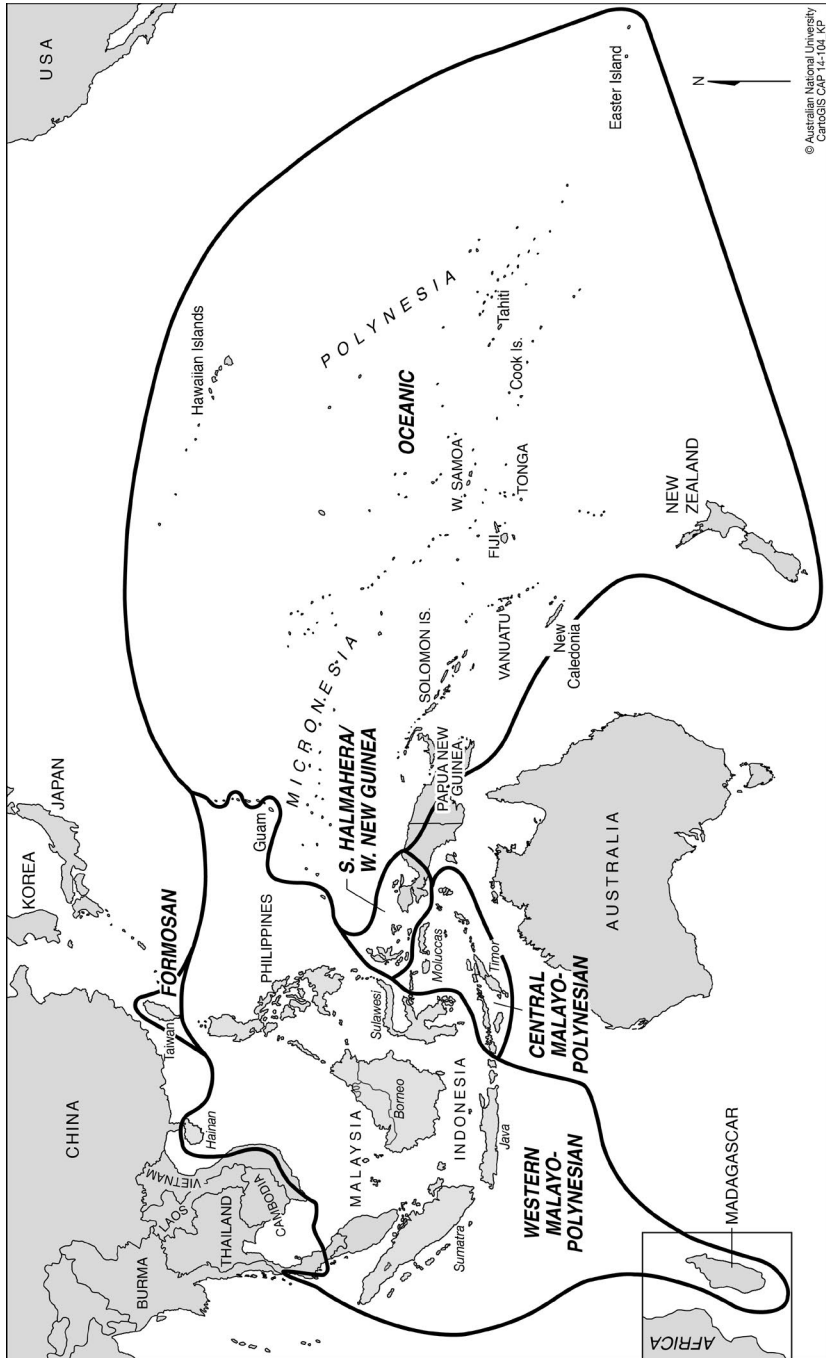 USA
CHINA
KOREA
JAPAN
BURMA
LAOS
VIETNAM
THAILAND
CAMBODIA
Hainan
Taiwan
FORMOSAN
PHILIPPINES
Guam
MICRONESIA
Hawaiian Islands
POLYNESIA
OCEANIC
MALAYSIA
Borneo
Sulawesi
Moluccas
S. HALMAHERA/
W. NEW GUINEA
PAPUA NEW
GUINEA
SOLOMON IS.
W. SAMOA
FIJI
TONGA
Cook Is.
Tahiti
VANUATU
New
Caledonia
Easter Island
Sumatra
INDONESIA
Java
Timor
CENTRAL
MALAYO-
POLYNESIAN
WESTERN
MALAYO-
POLYNESIAN
AUSTRALIA
NEW
ZEALAND
AFRICA
MADAGASCAR
N
© Australian National University
CartoGIS CAP 14-104 KP